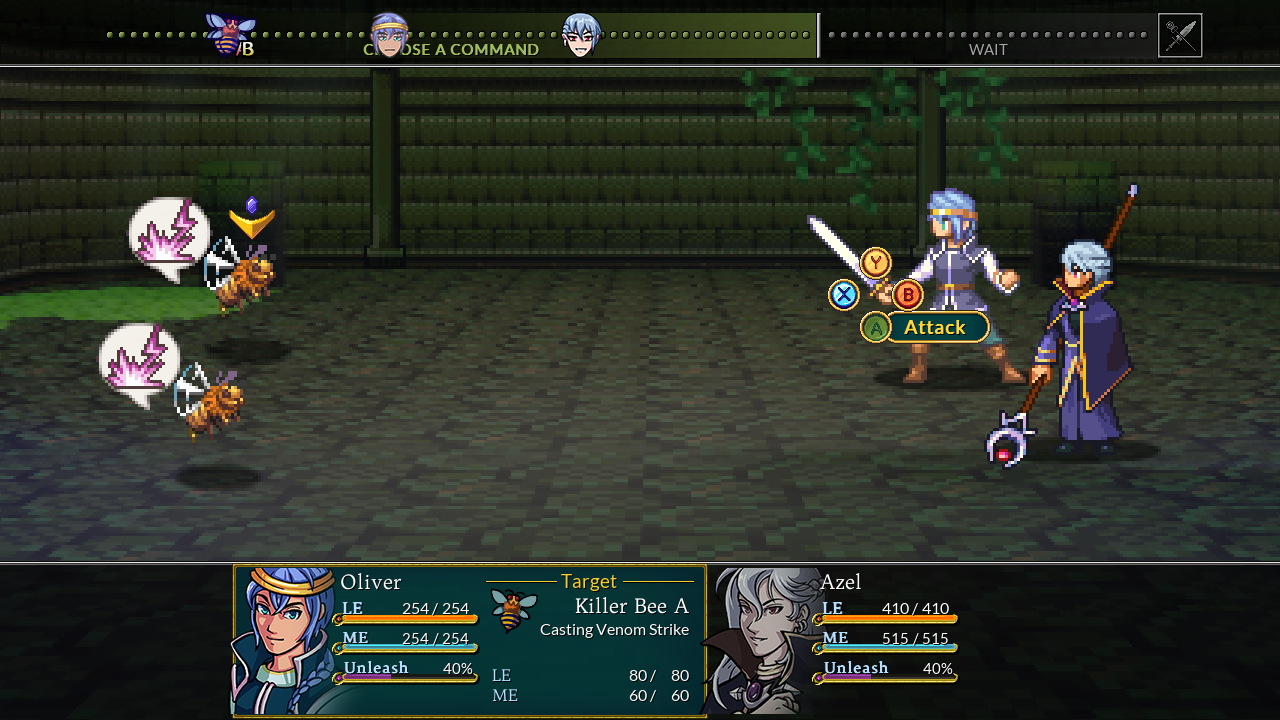 B
CHOOSE A COMMAND
WAIT
Y
X
B
A
Attack
Oliver
LE 254 / 254
ME 254 / 254
Unleash 40%
Target
Killer Bee A
Casting Venom Strike
LE 80 / 80
ME 60 / 60
Azel
LE 410 / 410
ME 515 / 515
Unleash 40%